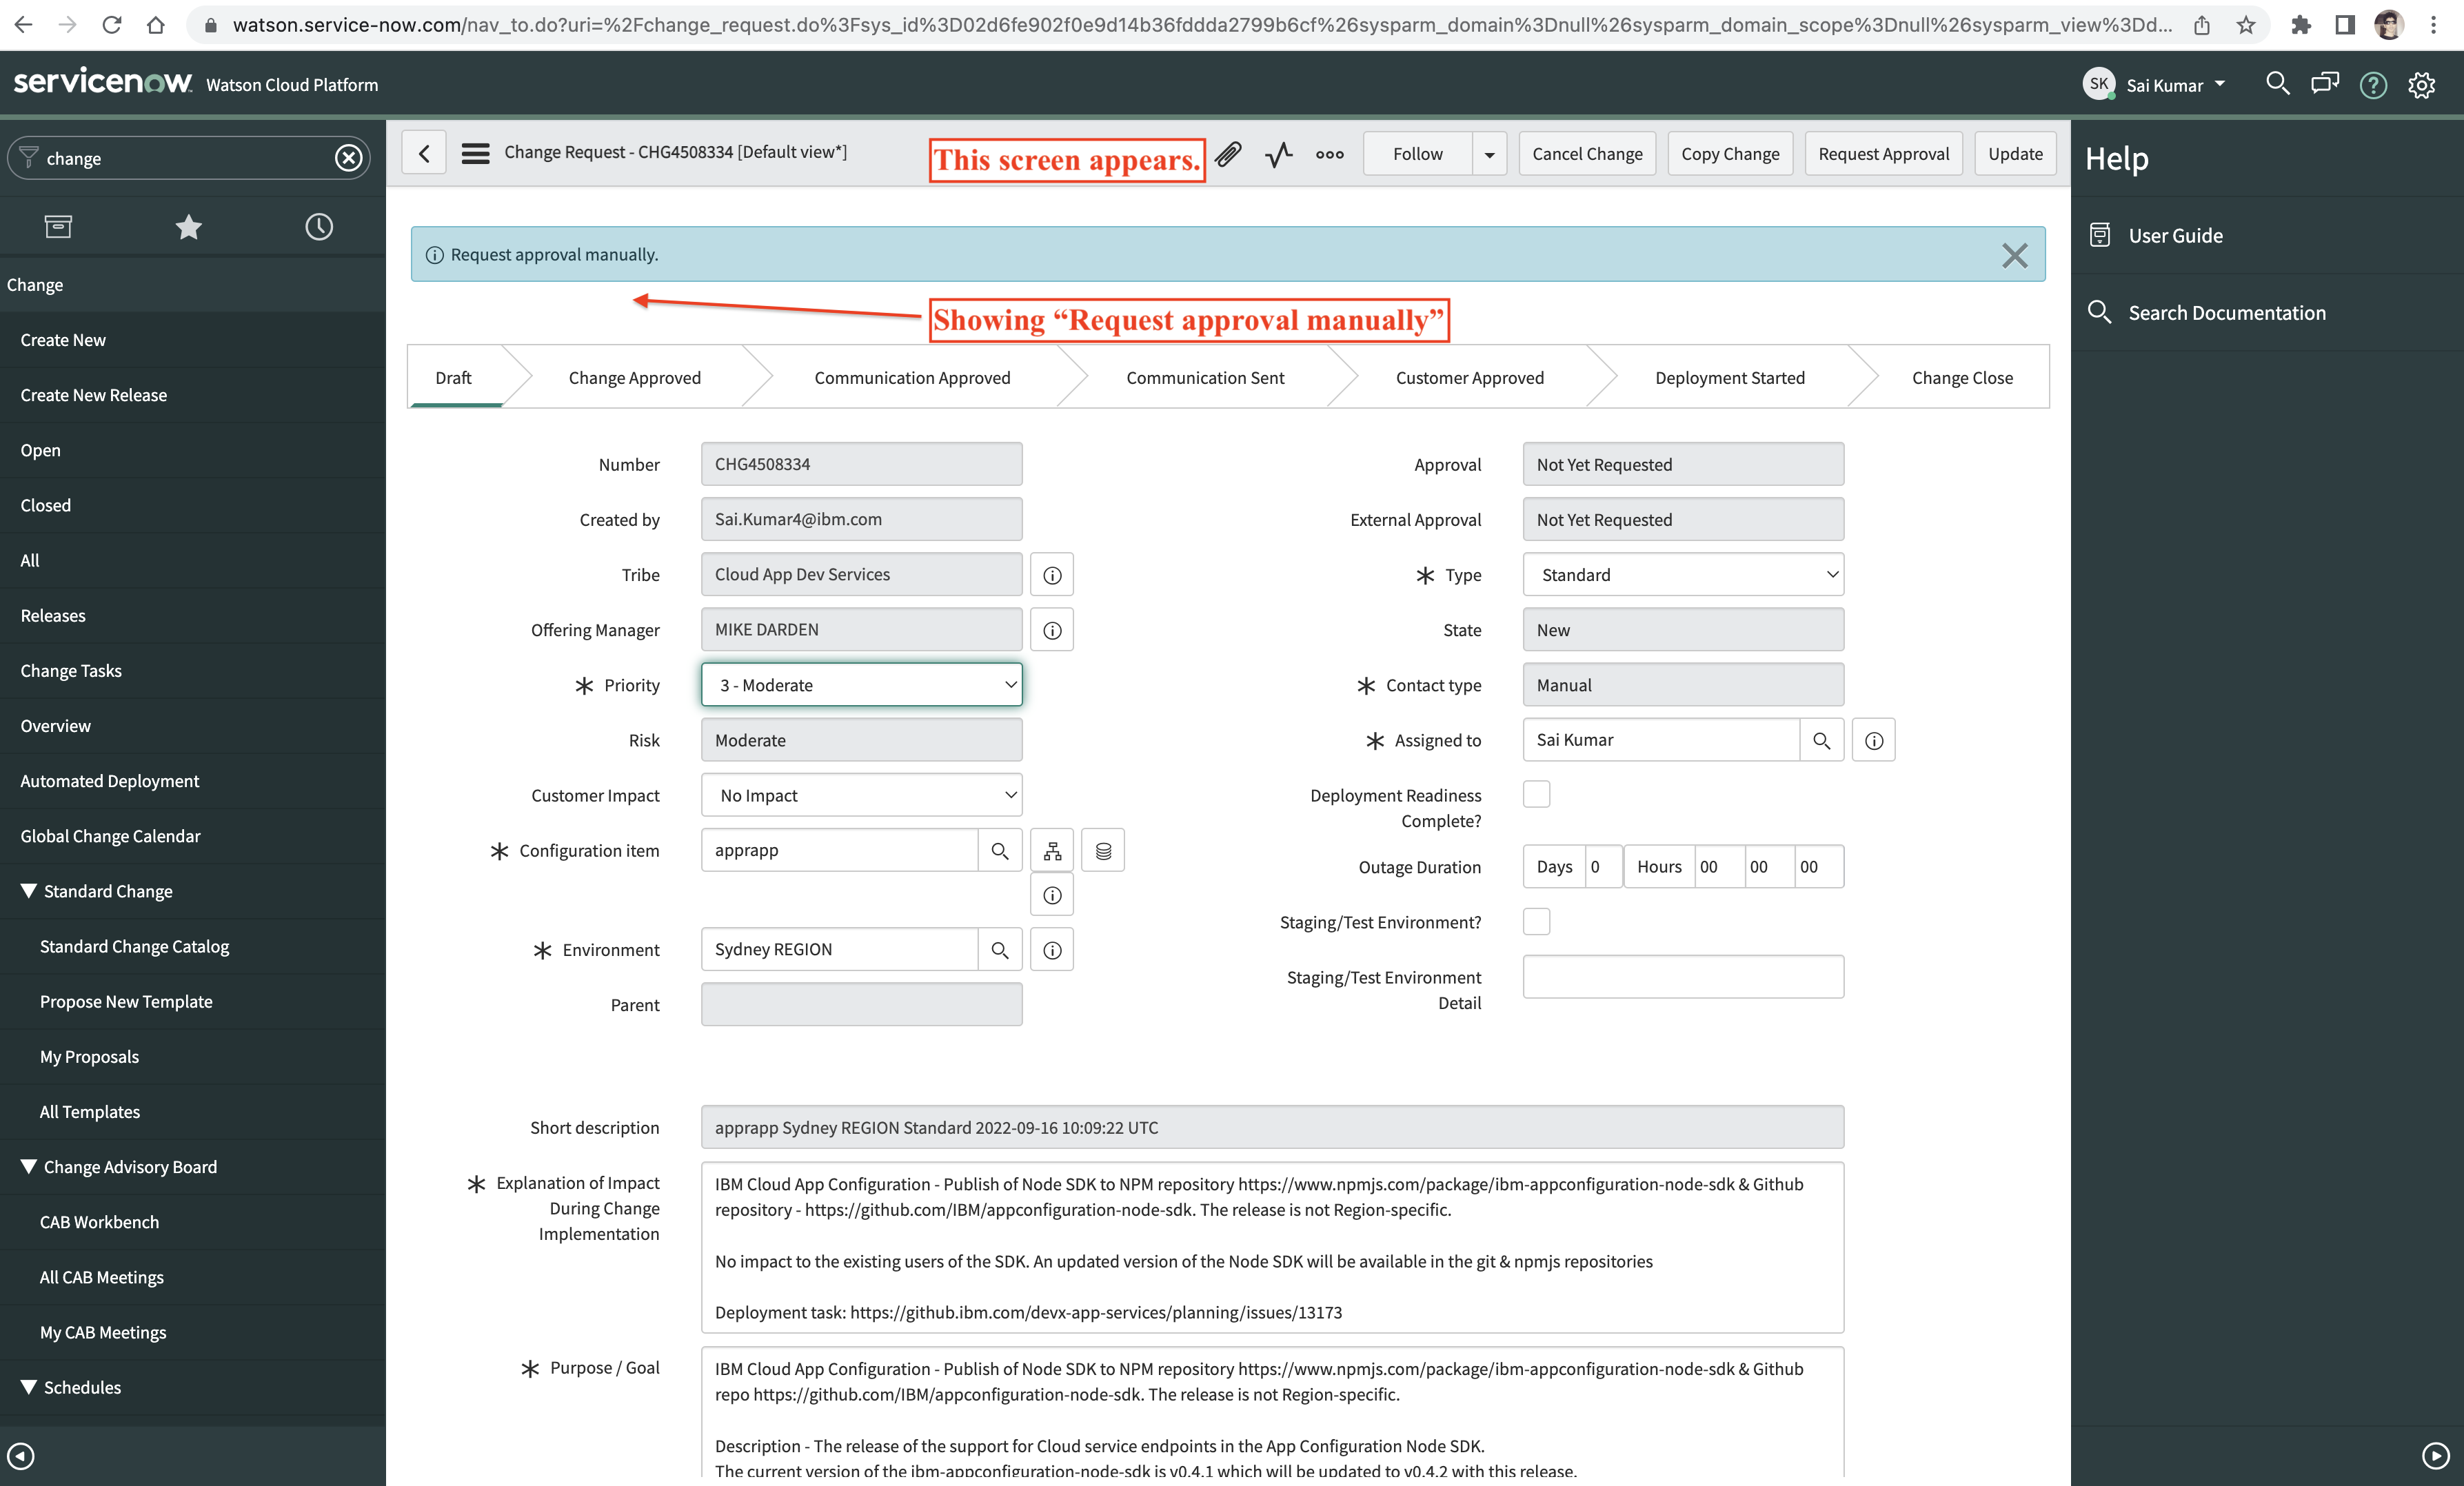 watson.service-now.com/nav_to.do?uri=%2Fchange_request.do%3Fsys_id%3D02d6fe902f0e9d14b36fddda2799b6cf%26sysparm_domain%3Dnull%26sysparm_domain_scope%3Dnull%26sysparm_view%3Dd...
servicenow Watson Cloud Platform
SK Sai Kumar
change
Change
Create New
Create New Release
Open
Closed
All
Releases
Change Tasks
Overview
Automated Deployment
Global Change Calendar
Standard Change
Standard Change Catalog
Propose New Template
My Proposals
All Templates
Change Advisory Board
CAB Workbench
All CAB Meetings
My CAB Meetings
Schedules
Change Request - CHG4508334 [Default view*]
This screen appears.
Follow
Cancel Change
Copy Change
Request Approval
Update
Request approval manually.
Showing “Request approval manually”
Draft
Change Approved
Communication Approved
Communication Sent
Customer Approved
Deployment Started
Change Close
Number CHG4508334
Created by Sai.Kumar4@ibm.com
Tribe Cloud App Dev Services
Offering Manager MIKE DARDEN
Priority 3 - Moderate
Risk Moderate
Customer Impact No Impact
Configuration item apprapp
Environment Sydney REGION
Parent
Approval Not Yet Requested
External Approval Not Yet Requested
Type Standard
State New
Contact type Manual
Assigned to Sai Kumar
Deployment Readiness
Complete?
Outage Duration Days 0 Hours 00 00 00
Staging/Test Environment?
Staging/Test Environment
Detail
Short description apprapp Sydney REGION Standard 2022-09-16 10:09:22 UTC
Explanation of Impact
During Change
Implementation
IBM Cloud App Configuration - Publish of Node SDK to NPM repository https://www.npmjs.com/package/ibm-appconfiguration-node-sdk & Github
repository - https://github.com/IBM/appconfiguration-node-sdk. The release is not Region-specific.
No impact to the existing users of the SDK. An updated version of the Node SDK will be available in the git & npmjs repositories
Deployment task: https://github.ibm.com/devx-app-services/planning/issues/13173
Purpose / Goal
IBM Cloud App Configuration - Publish of Node SDK to NPM repository https://www.npmjs.com/package/ibm-appconfiguration-node-sdk & Github
repo https://github.com/IBM/appconfiguration-node-sdk. The release is not Region-specific.
Description - The release of the support for Cloud service endpoints in the App Configuration Node SDK.
The current version of the ibm-appconfiguration-node-sdk is v0.4.1 which will be updated to v0.4.2 with this release.
Help
User Guide
Search Documentation